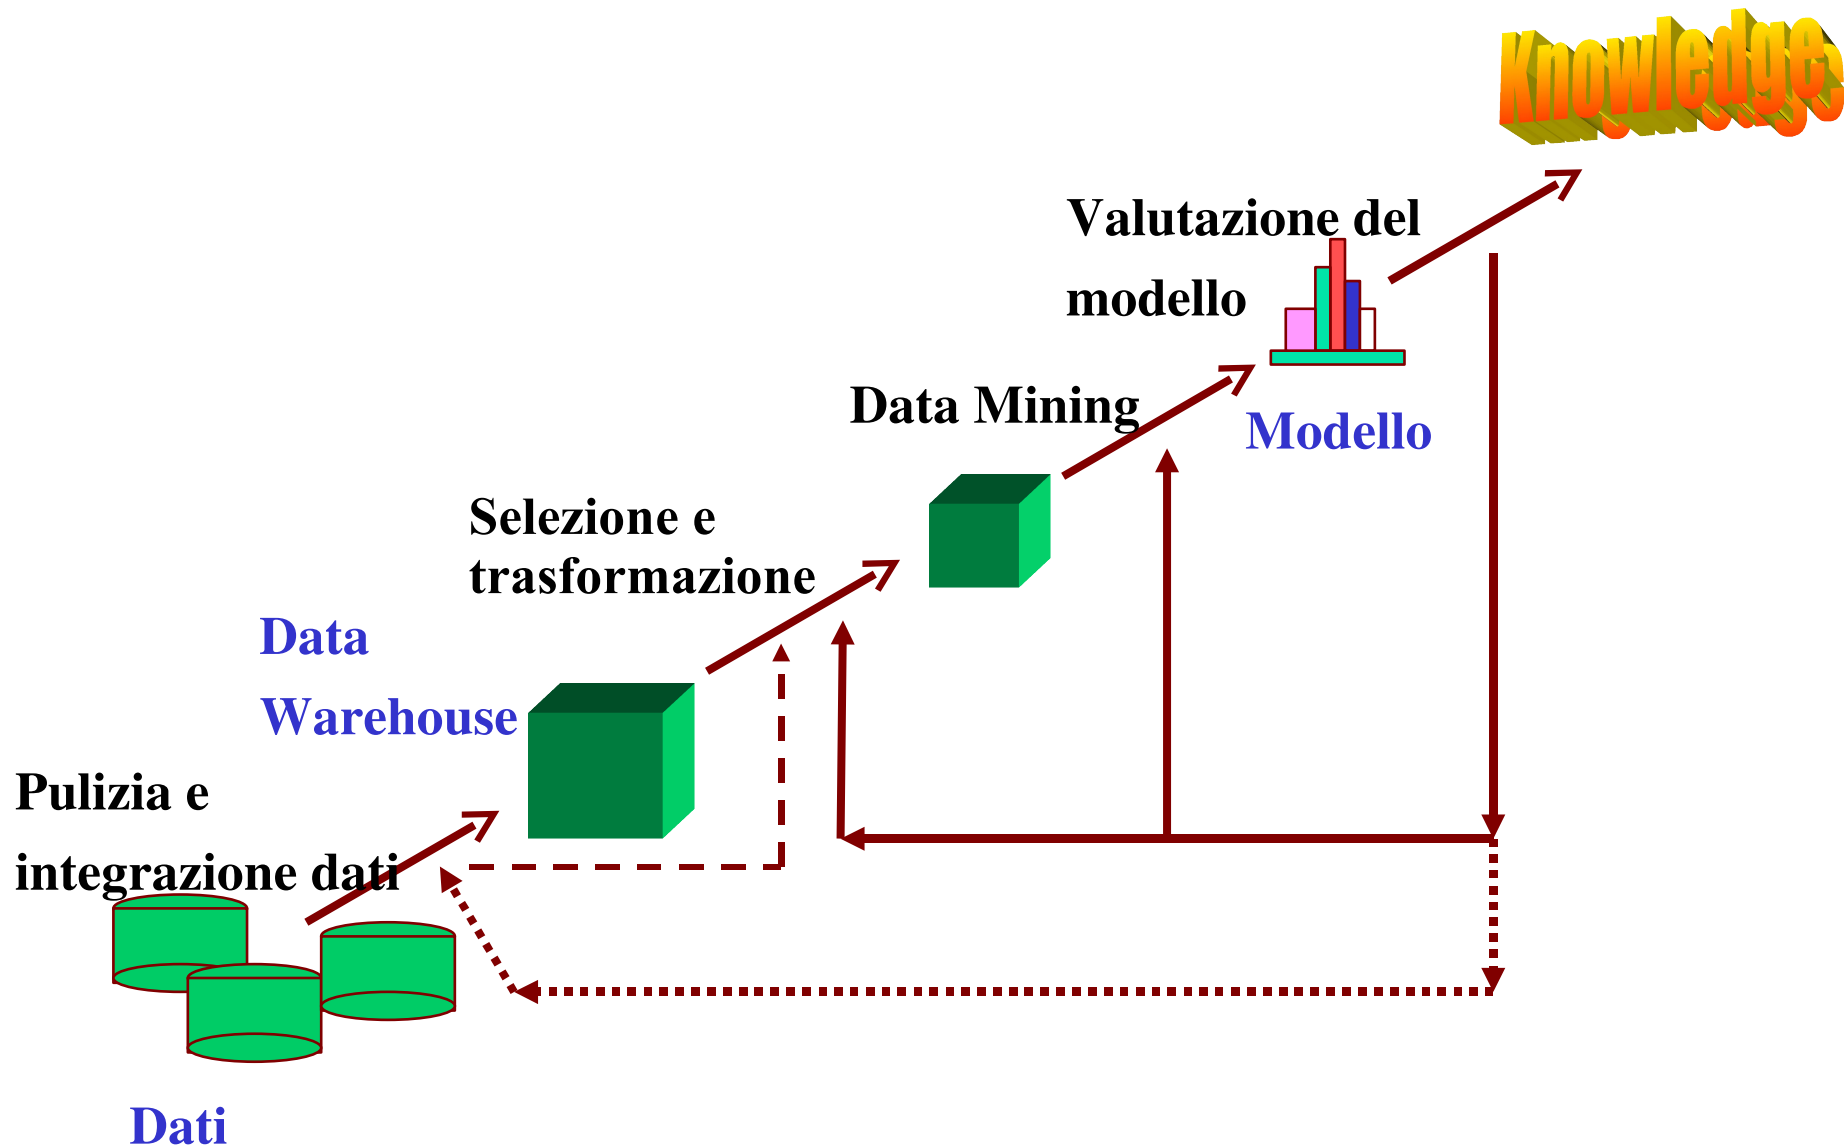 Knowledge
Valutazione del
modello
Data Mining
Modello
Selezione e
trasformazione
Data
Warehouse
Pulizia e
integrazione dati
Dati